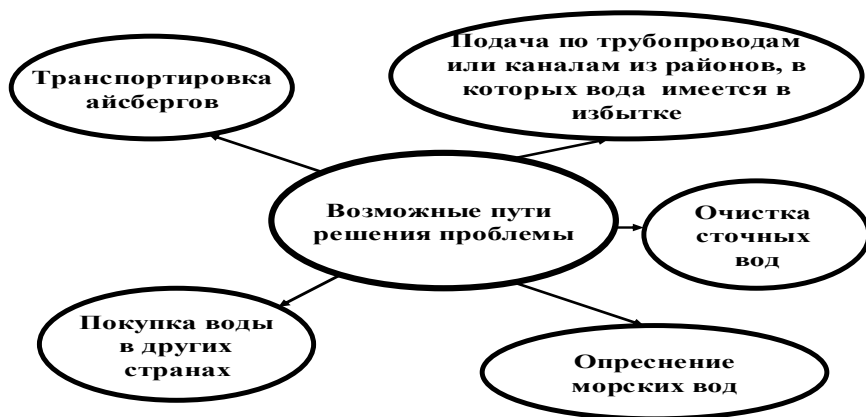 Транспортировка
айсбергов
Подача по трубопроводам
или каналам из районов, в
которых вода имеется в
избытке
Возможные пути
решения проблемы
Очистка
сточных
вод
Покупка воды
в других
странах
Опреснение
морских вод